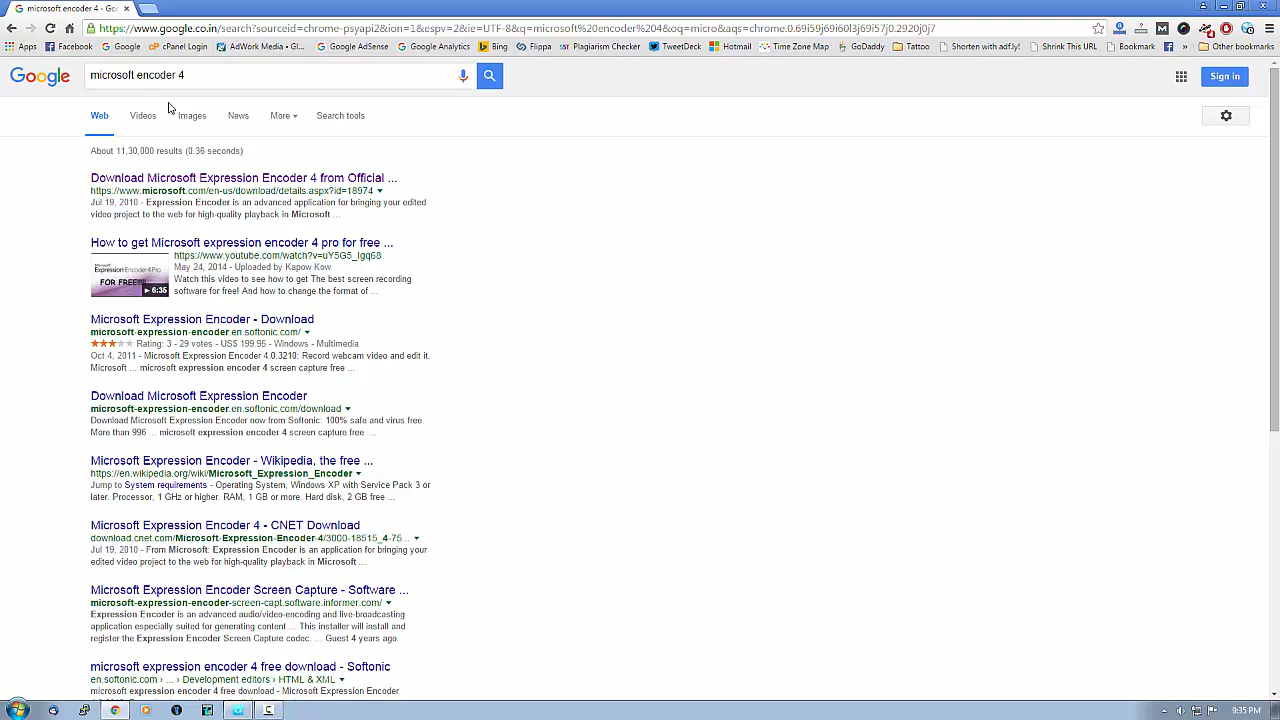 microsoft encoder 4 - Goo
https://www.google.co.in/search?sourceid=chrome-psyapi2&ion=1&espv=2&ie=UTF-8&q=microsoft%20encoder%204&oq=micro&aqs=chrome.0.69i59j69i60l3j69i57j0.2920j0j7
Apps Facebook Google cPanel Login AdWork Media - Gl... Google AdSense Google Analytics Bing Flippa Plagiarism Checker TweetDeck Hotmail Time Zone Map GoDaddy Tattoo Shorten with adf.ly! Shrink This URL Bookmark Other bookmarks
Google microsoft encoder 4 Sign in
Web Videos Images News More Search tools
About 11,30,000 results (0.36 seconds)
Download Microsoft Expression Encoder 4 from Official ...
https://www.microsoft.com/en-us/download/details.aspx?id=18974
Jul 19, 2010 - Expression Encoder is an advanced application for bringing your edited
video project to the web for high-quality playback in Microsoft ...
How to get Microsoft expression encoder 4 pro for free ...
https://www.youtube.com/watch?v=uY5G5_Igq68
May 24, 2014 - Uploaded by Kapow Kow
Watch this video to see how to get The best screen recording
software for free! And how to change the format of ...
Microsoft
Expression Encoder 4 Pro
FOR FREE!!!
6:35
Microsoft Expression Encoder - Download
microsoft-expression-encoder.en.softonic.com/
Rating: 3 - 29 votes - US$ 199.95 - Windows - Multimedia
Oct 4, 2011 - Microsoft Expression Encoder 4.0.3210: Record webcam video and edit it.
Microsoft ... microsoft expression encoder 4 screen capture free ...
Download Microsoft Expression Encoder
microsoft-expression-encoder.en.softonic.com/download
Download Microsoft Expression Encoder now from Softonic: 100% safe and virus free.
More than 996 ... microsoft expression encoder 4 screen capture free ...
Microsoft Expression Encoder - Wikipedia, the free ...
https://en.wikipedia.org/wiki/Microsoft_Expression_Encoder
Jump to System requirements - Operating System, Windows XP with Service Pack 3 or
later. Processor, 1 GHz or higher. RAM, 1 GB or more. Hard disk, 2 GB free ...
Microsoft Expression Encoder 4 - CNET Download
download.cnet.com/Microsoft-Expression-Encoder-4/3000-18515_4-75...
Jul 19, 2010 - From Microsoft: Expression Encoder is an application for bringing your
edited video project to the web for high-quality playback in Microsoft ...
Microsoft Expression Encoder Screen Capture - Software ...
microsoft-expression-encoder-screen-capt.software.informer.com/
Expression Encoder is an advanced audio/video-encoding and live-broadcasting
application especially suited for generating content ... This installer will install and
register the Expression Encoder Screen Capture codec. ... Guest 4 years ago.
microsoft expression encoder 4 free download - Softonic
en.softonic.com › ... › Development editors › HTML & XML
microsoft expression encoder 4 free download - Microsoft Expression Encoder
9:35 PM